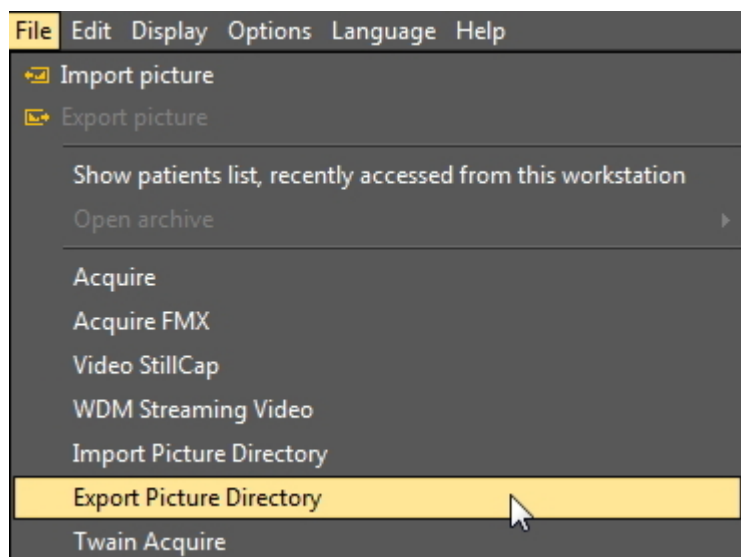 File Edit Display Options Language Help
Import picture
Export picture
Show patients list, recently accessed from this workstation
Open archive
Acquire
Acquire FMX
Video StillCap
WDM Streaming Video
Import Picture Directory
Export Picture Directory
Twain Acquire